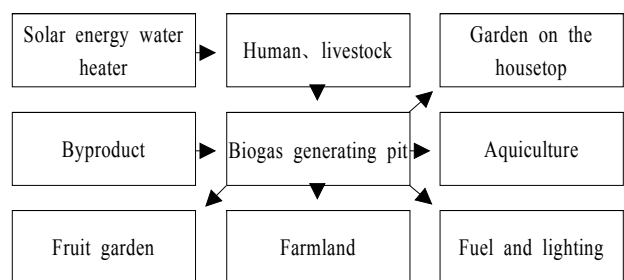 Solar energy water
heater
Human、livestock
Garden on the
housetop
Byproduct
Biogas generating pit
Aquiculture
Fruit garden
Farmland
Fuel and lighting